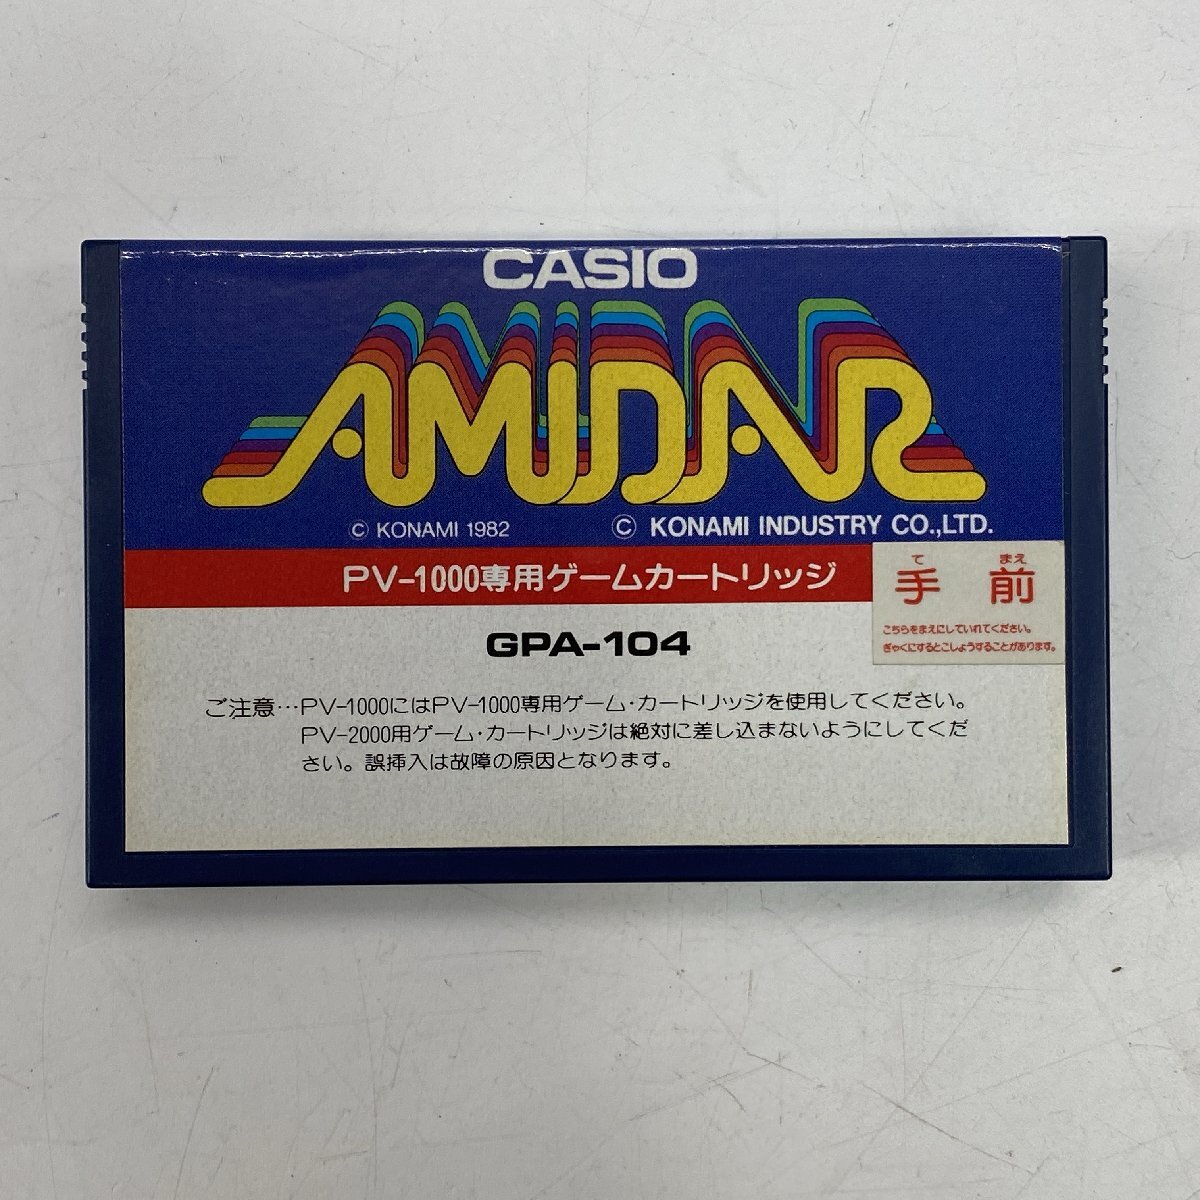 CASIO
AMIDAR
© KONAMI 1982
© KONAMI INDUSTRY CO.,LTD.
PV-1000専用ゲームカートリッジ
て まえ
手 前
こちらをまえにしていれてください。
ぎゃくにするとこしょうすることがあります。
GPA-104
ご注意…PV-1000にはPV-1000専用ゲーム・カートリッジを使用してください。
PV-2000用ゲーム・カートリッジは絶対に差し込まないようにしてくだ
さい。誤挿入は故障の原因となります。